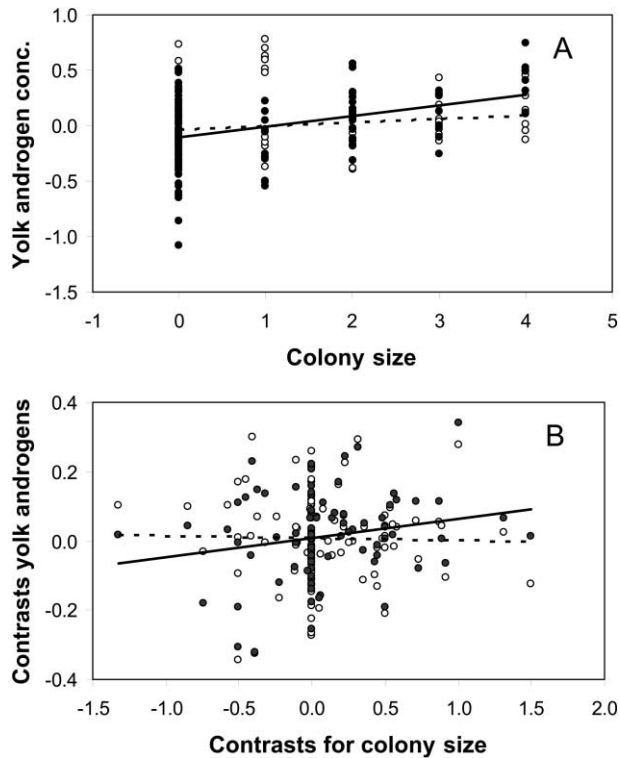 1.0
0.5
0.0
-0.5
-1.0
-1.5
Yolk androgen conc.
A
-1 0 1 2 3 4 5
Colony size
0.4
0.2
0.0
-0.2
-0.4
Contrasts yolk androgens
B
-1.5 -1.0 -0.5 0.0 0.5 1.0 1.5 2.0
Contrasts for colony size